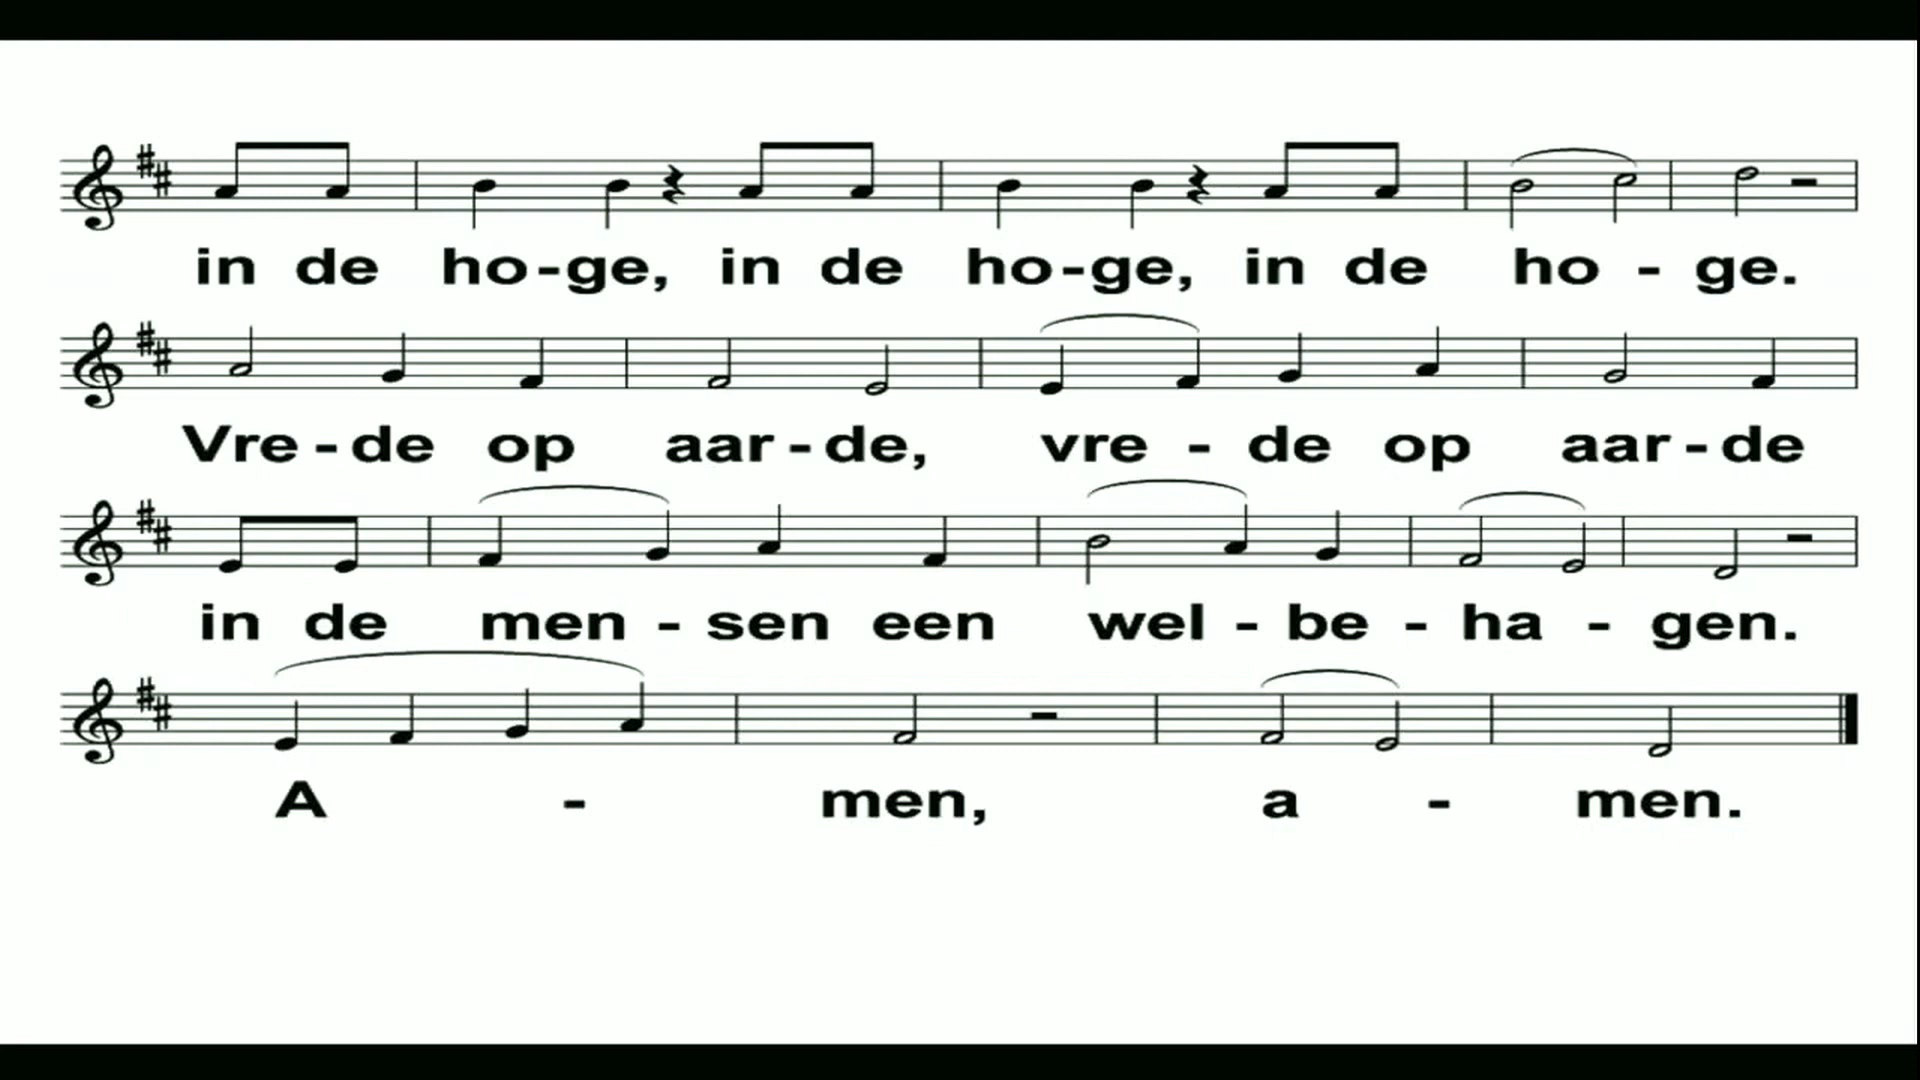 in de ho-ge, in de ho-ge, in de ho - ge.
Vre-de op aar-de, vre - de op aar-de
in de men - sen een wel - be - ha - gen.
A - men, a - men.